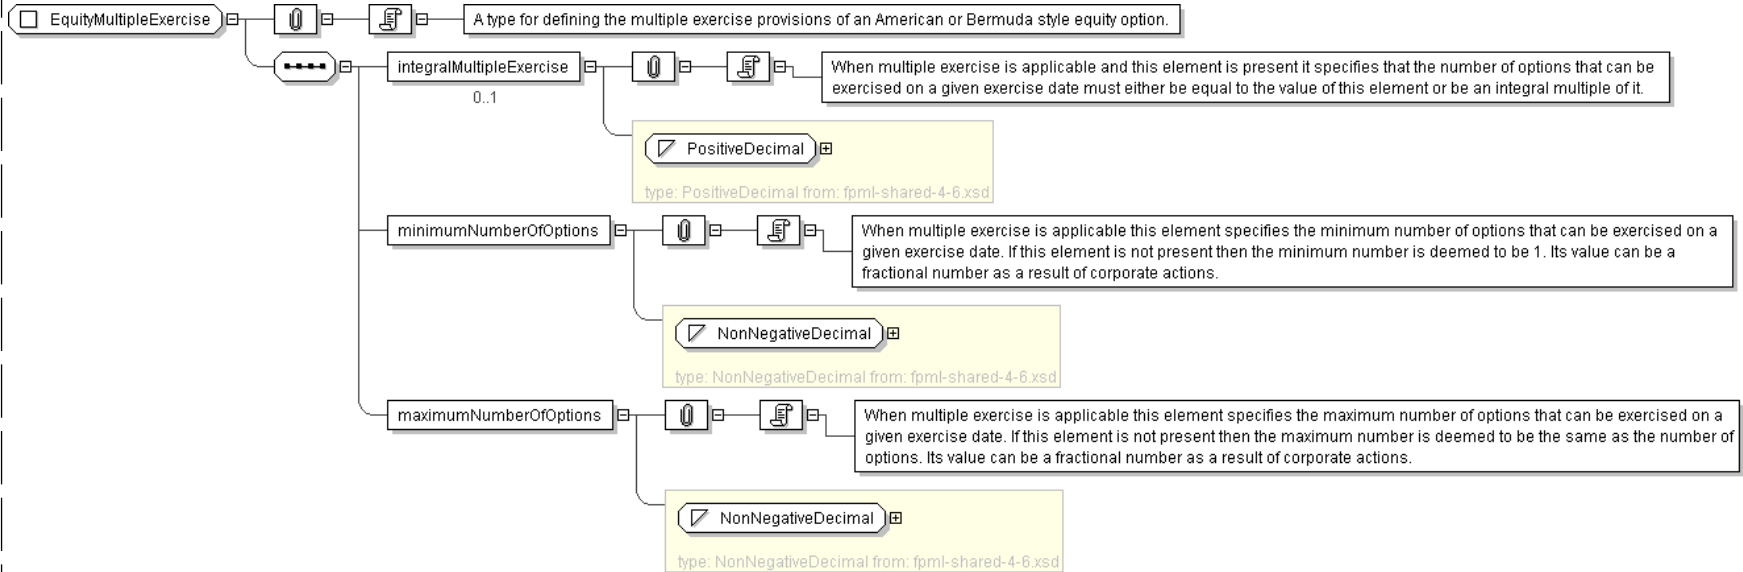 EquityMultipleExercise
A type for defining the multiple exercise provisions of an American or Bermuda style equity option.
integralMultipleExercise
0..1
When multiple exercise is applicable and this element is present it specifies that the number of options that can be
exercised on a given exercise date must either be equal to the value of this element or be an integral multiple of it.
PositiveDecimal
type: PositiveDecimal from: fpml-shared-4-6.xsd
minimumNumberOfOptions
When multiple exercise is applicable this element specifies the minimum number of options that can be exercised on a
given exercise date. If this element is not present then the minimum number is deemed to be 1. Its value can be a
fractional number as a result of corporate actions.
NonNegativeDecimal
type: NonNegativeDecimal from: fpml-shared-4-6.xsd
maximumNumberOfOptions
When multiple exercise is applicable this element specifies the maximum number of options that can be exercised on a
given exercise date. If this element is not present then the maximum number is deemed to be the same as the number of
options. Its value can be a fractional number as a result of corporate actions.
NonNegativeDecimal
type: NonNegativeDecimal from: fpml-shared-4-6.xsd